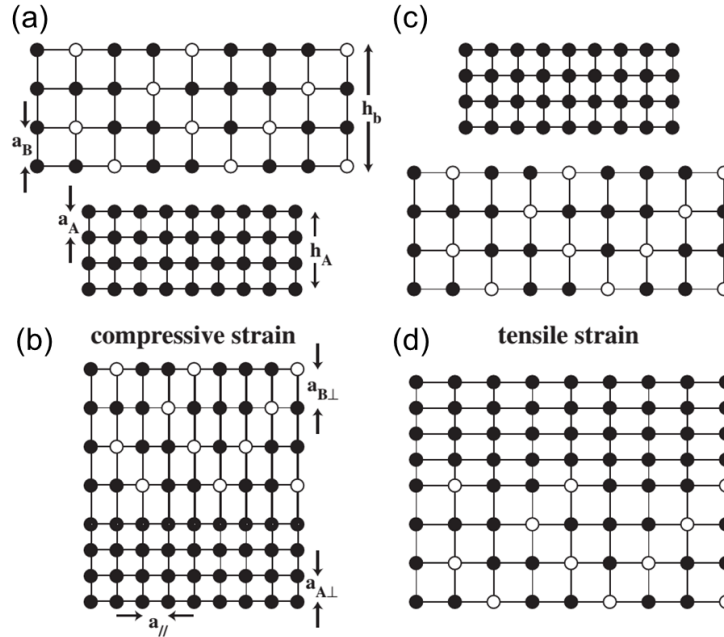 (a)
(c)
a_B
h_b
a_A
h_A
(b)
compressive strain
tensile strain
(d)
a_B⊥
a_A⊥
a_//